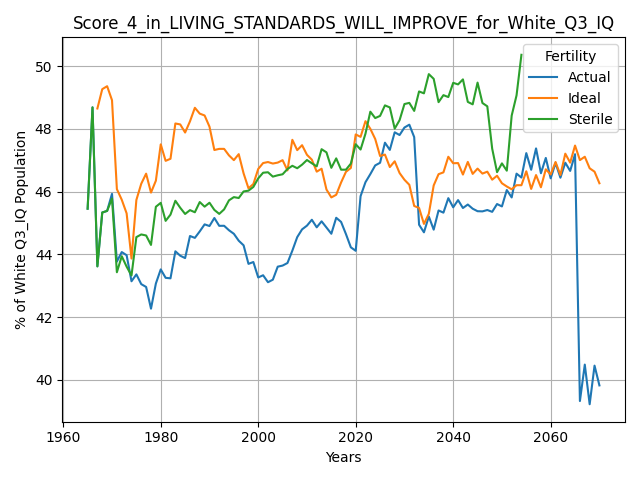 Score_4_in_LIVING_STANDARDS_WILL_IMPROVE_for_White_Q3_IQ
% of White Q3_IQ Population
50
48
46
44
42
40
Fertility
Actual
Ideal
Sterile
1960
1980
2000
2020
2040
2060
Years